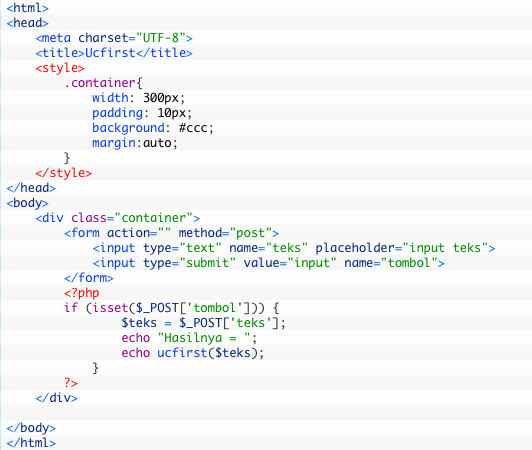 <html>
<head>
    <meta charset="UTF-8">
    <title>Ucfirst</title>
    <style>
        .container{
            width: 300px;
            padding: 10px;
            background: #ccc;
            margin:auto;
        }
    </style>
</head>
<body>
    <div class="container">
        <form action="" method="post">
            <input type="text" name="teks" placeholder="input teks">
            <input type="submit" value="input" name="tombol">
        </form>
        <?php
        if (isset($_POST['tombol'])) {
                $teks = $_POST['teks'];
                echo "Hasilnya = ";
                echo ucfirst($teks);
            }
        ?>
    </div>

</body>
</html>